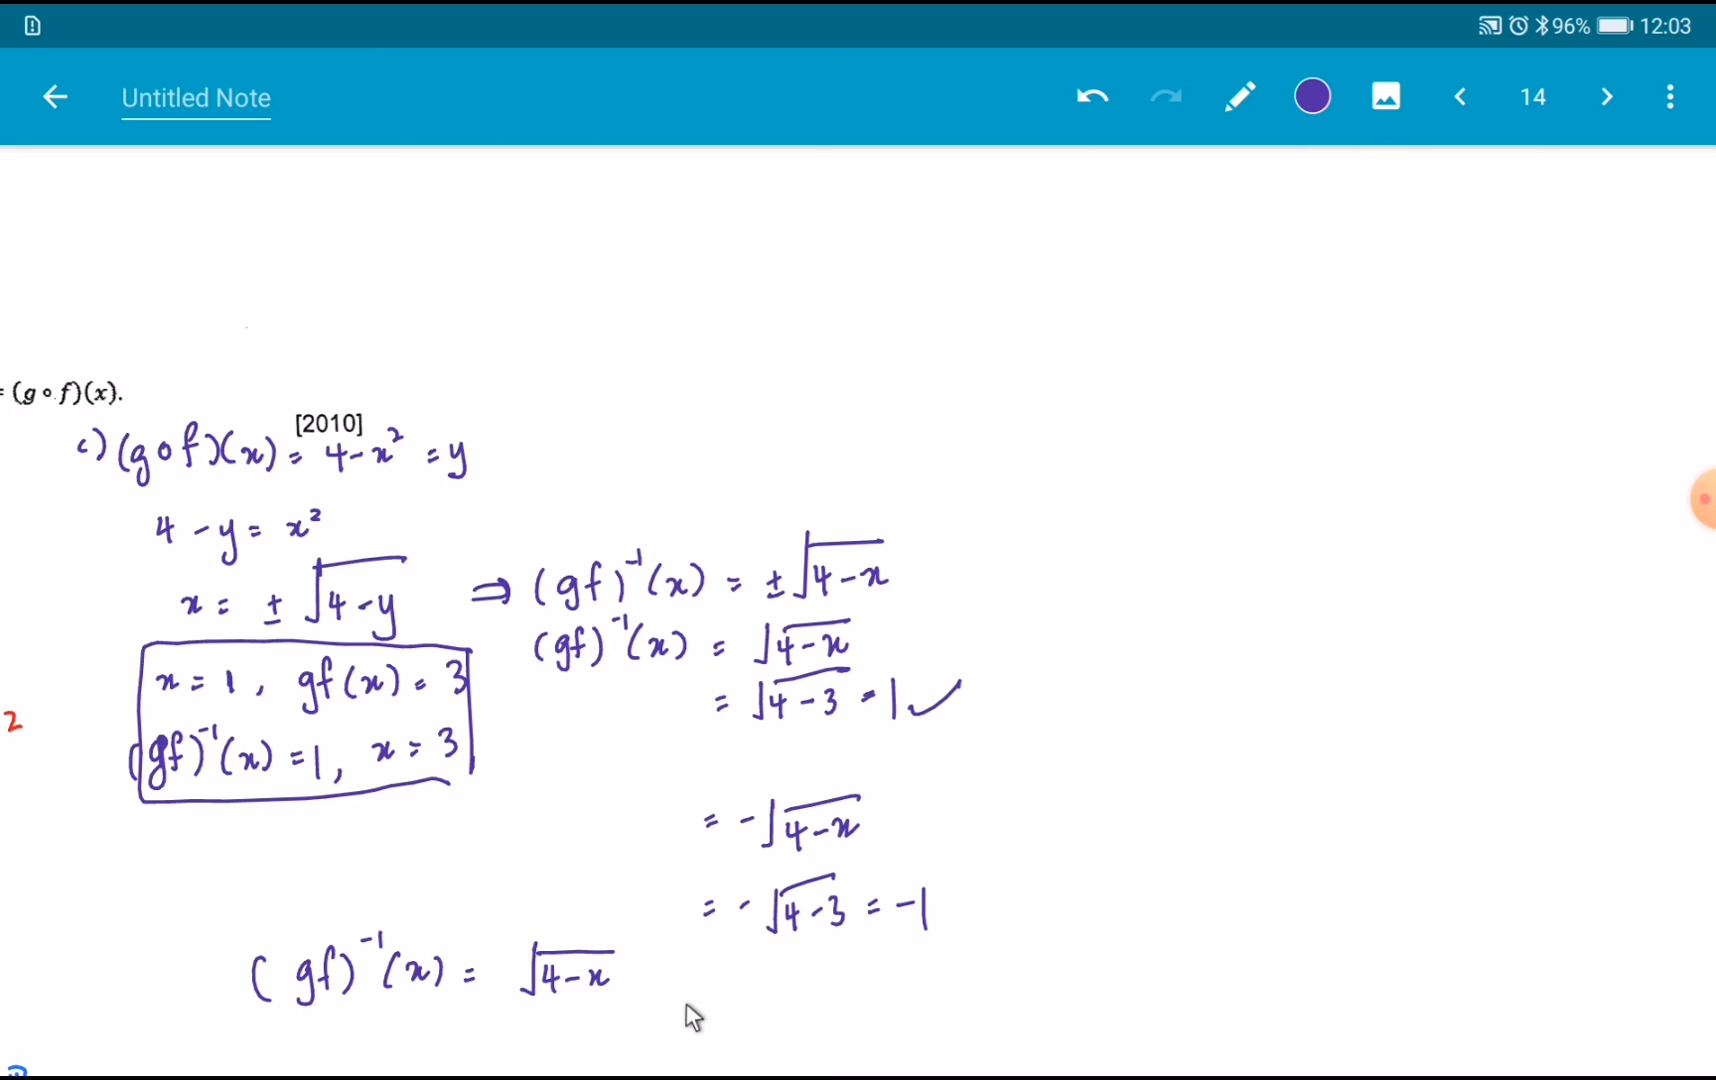 96% 12:03
Untitled Note
14
= (g ∘ f)(x).
[2010]
c) (g∘f)(x) = 4-x² = y
4 - y = x²
x = ± √4-y ⇒ (gf)⁻¹(x) = ± √4-x
(gf)⁻¹(x) = √4-x
x = 1 , gf(x) = 3
= √4-3 = 1 ✓
2
(gf)⁻¹(x) = 1, x = 3
= -√4-x
= -√4-3 = -1
(gf)⁻¹(x) = √4-x